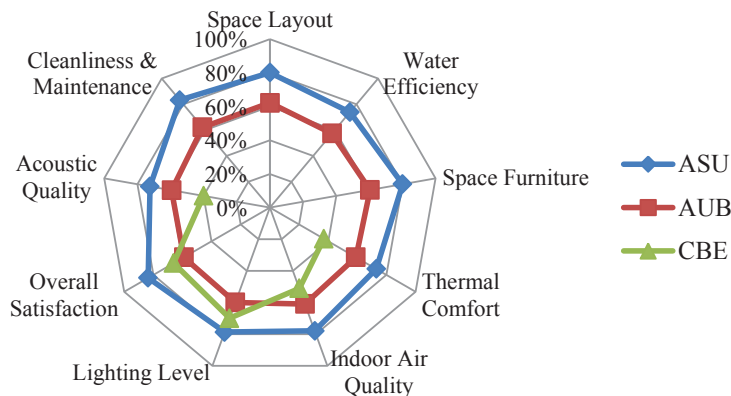 Space Layout
100%
80%
60%
40%
20%
0%
Water
Efficiency
Space Furniture
Thermal
Comfort
Indoor Air
Quality
Lighting Level
Overall
Satisfaction
Acoustic
Quality
Cleanliness &
Maintenance
ASU
AUB
CBE